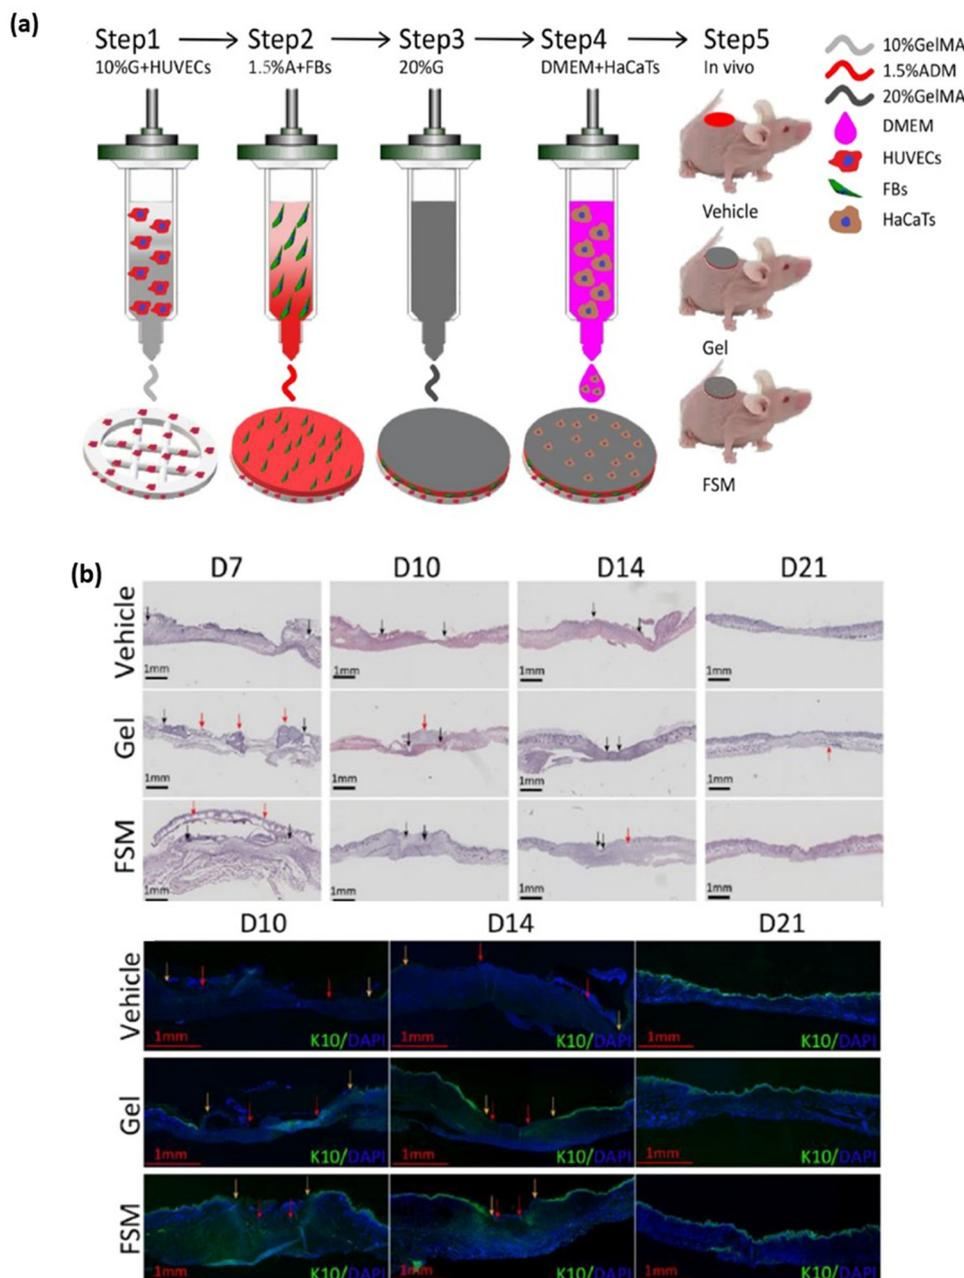 (a)
Step1 Step2 Step3 Step4 Step5
10%G+HUVECs 1.5%A+FBs 20%G DMEM+HaCaTs In vivo
10%GelMA
1.5%ADM
20%GelMA
DMEM
HUVECs
FBs
HaCaTs
Vehicle
Gel
FSM
(b)
D7 D10 D14 D21
Vehicle
1mm 1mm 1mm 1mm
Gel
1mm 1mm 1mm 1mm
FSM
1mm 1mm 1mm 1mm
D10 D14 D21
Vehicle
1mm K10/DAPI 1mm K10/DAPI 1mm K10/DAPI
Gel
1mm K10/DAPI 1mm K10/DAPI 1mm K10/DAPI
FSM
1mm K10/DAPI 1mm K10/DAPI 1mm K10/DAPI